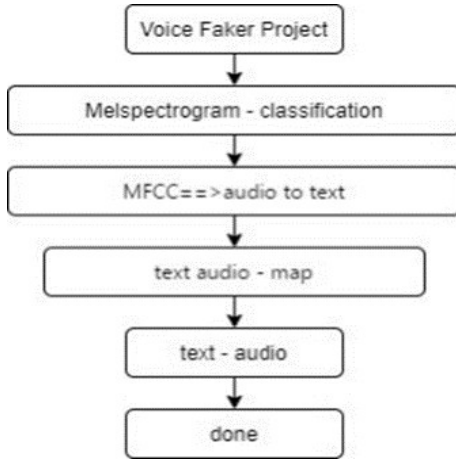 Voice Faker Project
Melspectrogram - classification
MFCC==>audio to text
text audio - map
text - audio
done